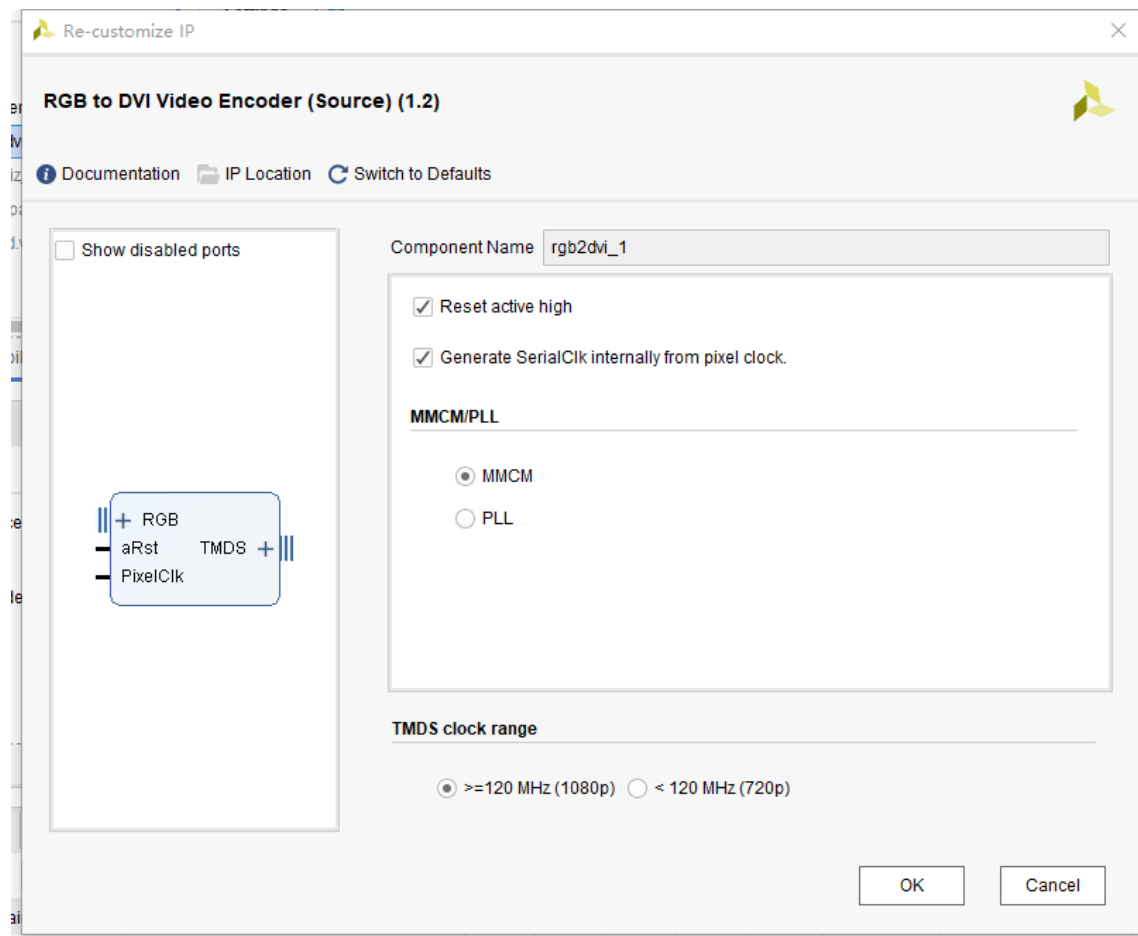 Re-customize IP
RGB to DVI Video Encoder (Source) (1.2)
Documentation IP Location Switch to Defaults
Show disabled ports
Component Name rgb2dvi_1
Reset active high
Generate SerialClk internally from pixel clock.
MMCM/PLL
MMCM
PLL
RGB
aRst TMDS
PixelClk
TMDS clock range
>=120 MHz (1080p) < 120 MHz (720p)
OK Cancel